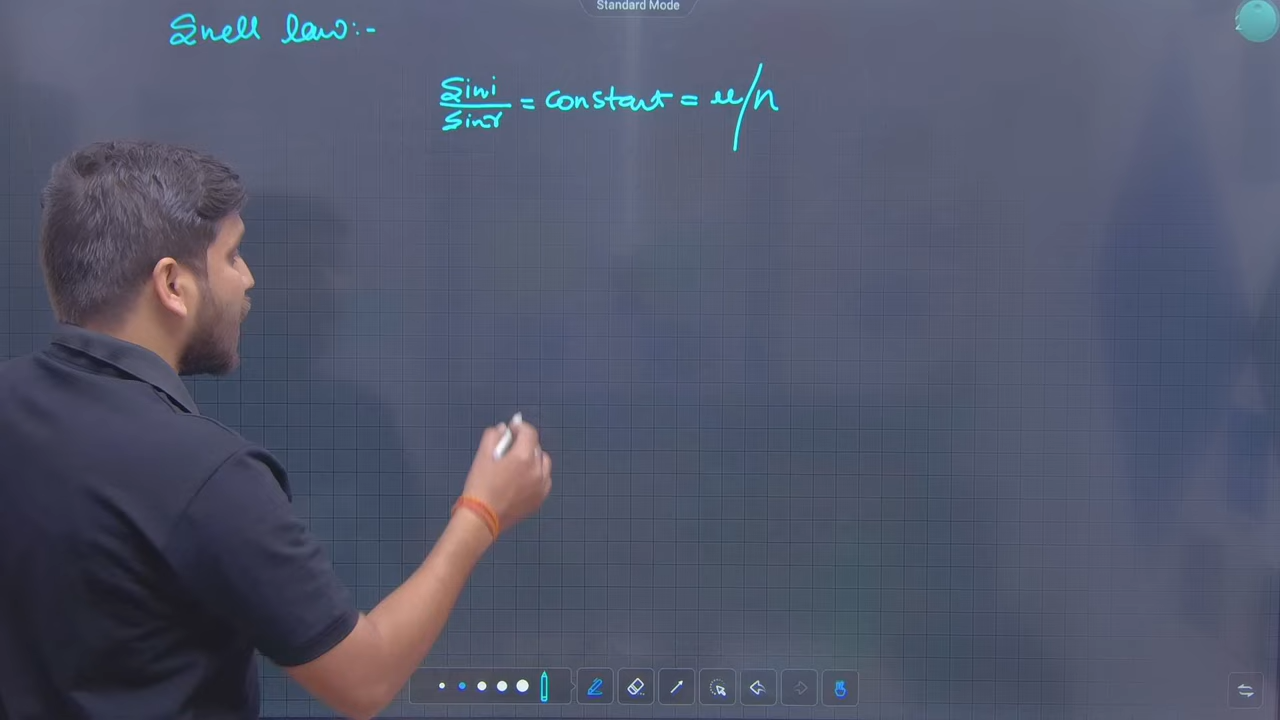 Standard Mode
Snell law:-
sini/sinr = constant = u/n